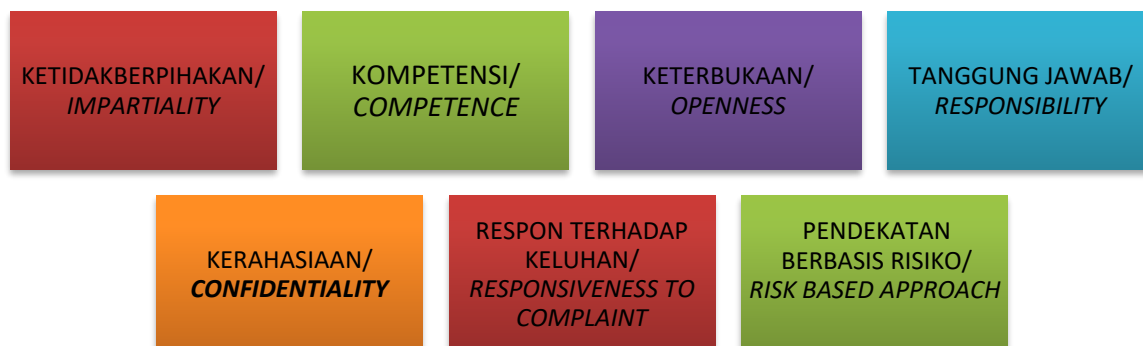 KETIDAKBERPIHAKAN/
IMPARTIALITY
KOMPETENSI/
COMPETENCE
KETERBUKAAN/
OPENNESS
TANGGUNG JAWAB/
RESPONSIBILITY
KERAHASIAAN/
CONFIDENTIALITY
RESPON TERHADAP
KELUHAN/
RESPONSIVENESS TO
COMPLAINT
PENDEKATAN
BERBASIS RISIKO/
RISK BASED APPROACH